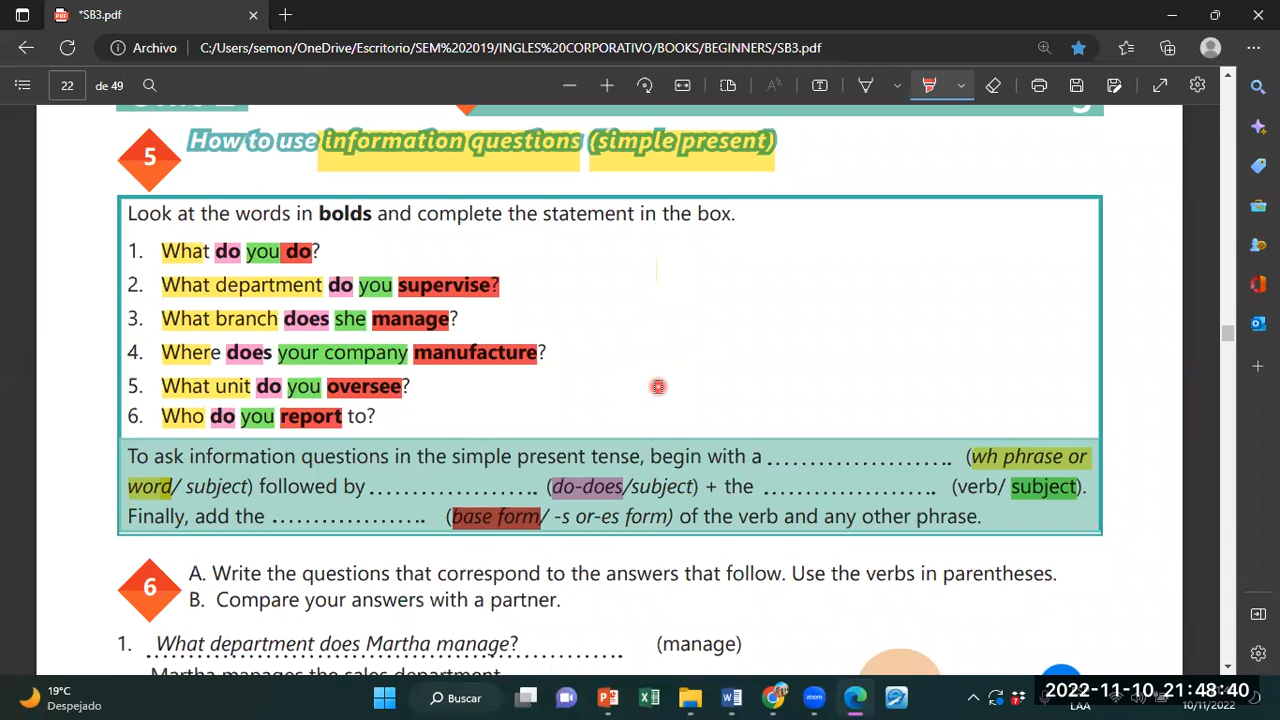 *SB3.pdf
Archivo
C:/Users/semon/OneDrive/Escritorio/SEM%202019/INGLES%20CORPORATIVO/BOOKS/BEGINNERS/SB3.pdf
22 de 49
5 How to use information questions (simple present)
Look at the words in bolds and complete the statement in the box.
1. What do you do?
2. What department do you supervise?
3. What branch does she manage?
4. Where does your company manufacture?
5. What unit do you oversee?
6. Who do you report to?
To ask information questions in the simple present tense, begin with a ...................... (wh phrase or
word/ subject) followed by .................... (do-does/subject) + the .................... (verb/ subject).
Finally, add the .................. (base form/ -s or-es form) of the verb and any other phrase.
6 A. Write the questions that correspond to the answers that follow. Use the verbs in parentheses.
B. Compare your answers with a partner.
1. What department does Martha manage? (manage)
Martha manages the sales department
19°C
Despejado
Buscar
2022-11-10 21:48:40
LAA
10/11/2022